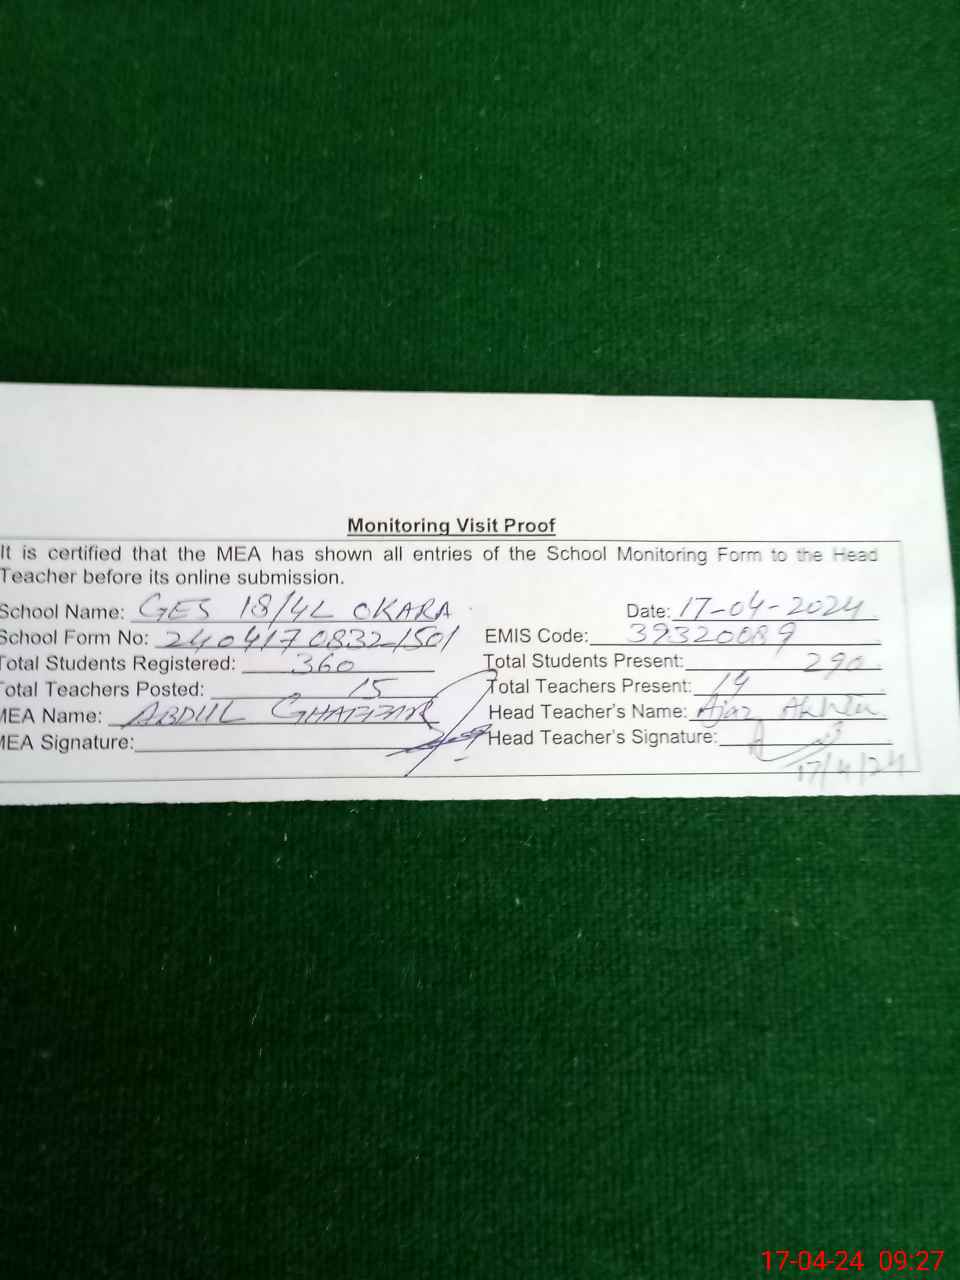 Monitoring Visit Proof
It is certified that the MEA has shown all entries of the School Monitoring Form to the Head
Teacher before its online submission.
School Name: GES 18/4L OKARA Date: 17-04-2024
School Form No: 24041708321501 EMIS Code: 39320089
Total Students Registered: 360 Total Students Present: 290
Total Teachers Posted: 15 Total Teachers Present: 14
MEA Name: ABDUL GHAFFAR Head Teacher's Name: Ajaz Akhtar
MEA Signature: Head Teacher's Signature:
17/4/24
17-04-24 09:27